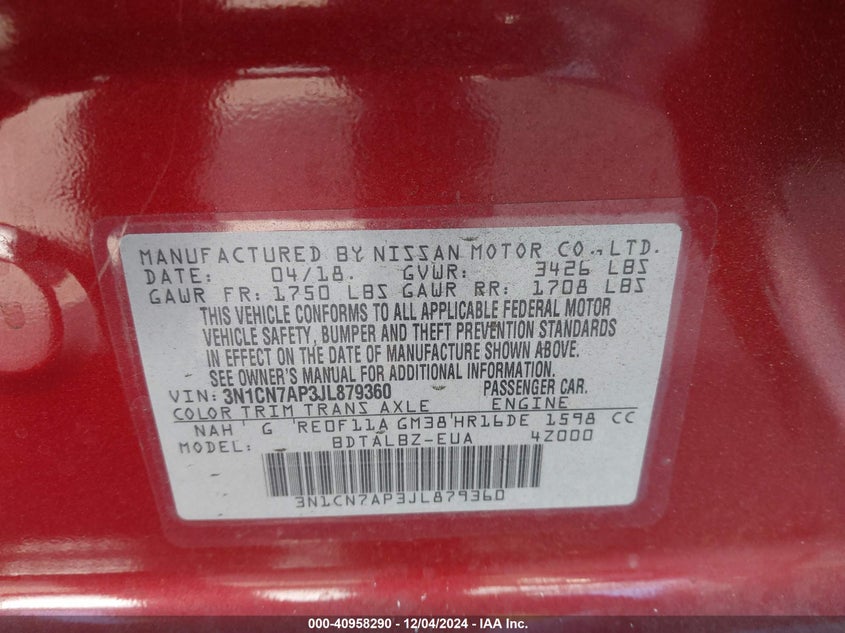 MANUFACTURED BY NISSAN MOTOR CO., LTD.
DATE: 04/18. GVWR: 3426 LBS
GAWR FR: 1750 LBS GAWR RR: 1708 LBS
THIS VEHICLE CONFORMS TO ALL APPLICABLE FEDERAL MOTOR
VEHICLE SAFETY, BUMPER AND THEFT PREVENTION STANDARDS
IN EFFECT ON THE DATE OF MANUFACTURE SHOWN ABOVE.
SEE OWNER'S MANUAL FOR ADDITIONAL INFORMATION.
VIN: 3N1CN7AP3JL879360 PASSENGER CAR.
COLOR TRIM TRANS AXLE ENGINE
NAH G RE0F11A GM38 HR16DE 1598 CC
MODEL: BDTALBZ-EUA 4Z000
3N1CN7AP3JL879360
000-40958290 - 12/04/2024 - IAA Inc.